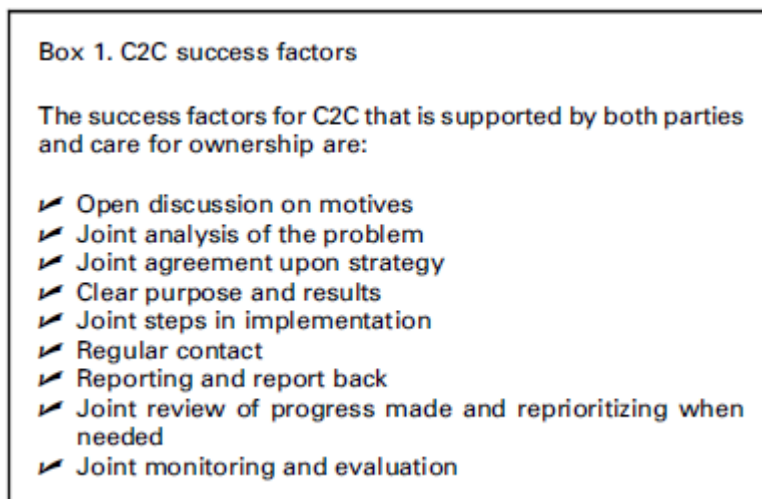 Box 1. C2C success factors
The success factors for C2C that is supported by both parties
and care for ownership are:
✔ Open discussion on motives
✔ Joint analysis of the problem
✔ Joint agreement upon strategy
✔ Clear purpose and results
✔ Joint steps in implementation
✔ Regular contact
✔ Reporting and report back
✔ Joint review of progress made and reprioritizing when
needed
✔ Joint monitoring and evaluation